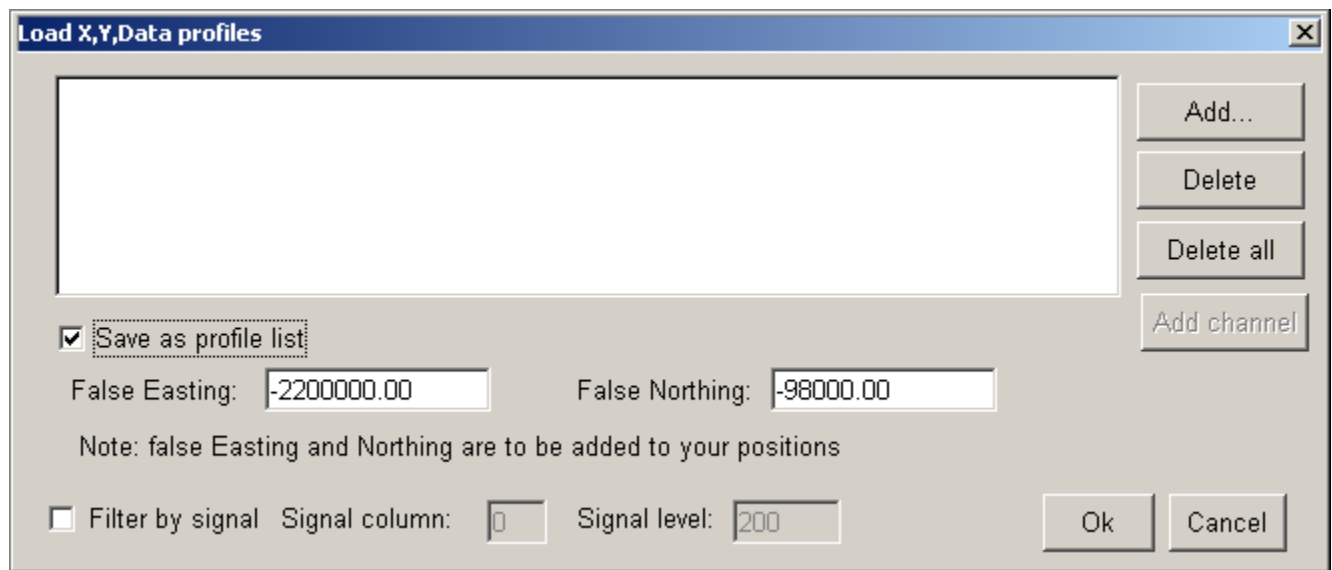 Load X,Y,Data profiles
Add...
Delete
Delete all
Add channel
Save as profile list
False Easting: -2200000.00 False Northing: -98000.00
Note: false Easting and Northing are to be added to your positions
Filter by signal Signal column: 0 Signal level: 200 Ok Cancel